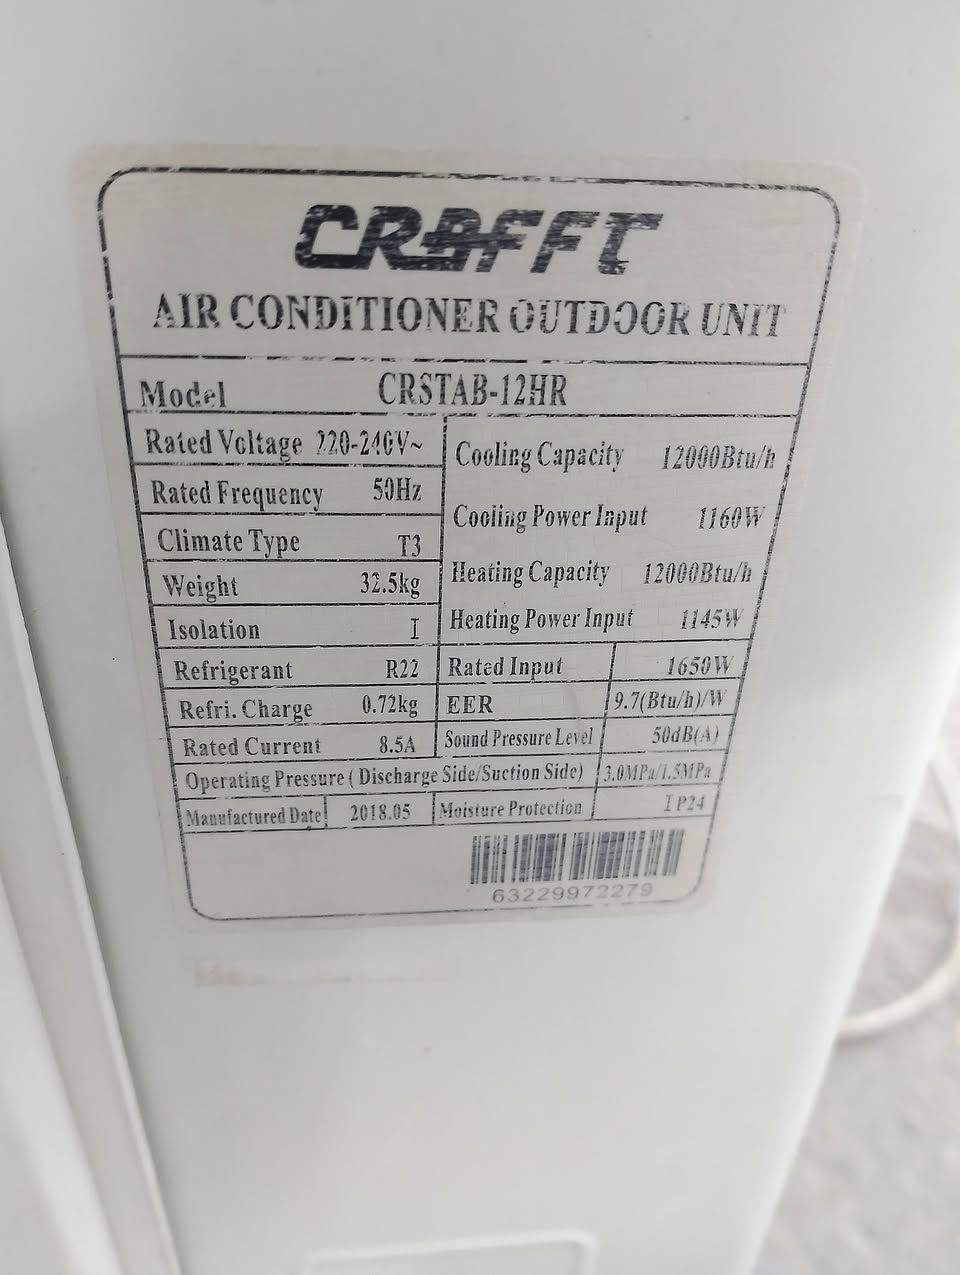 CRAFFT
AIR CONDITIONER OUTDOOR UNIT
Model CRSTAB-12HR
Rated Voltage 220-240V~
Rated Frequency 50Hz
Climate Type T3
Weight 32.5kg
Isolation I
Refrigerant R22
Refri. Charge 0.72kg
Rated Current 8.5A
Cooling Capacity 12000Btu/h
Cooling Power Input 1160W
Heating Capacity 12000Btu/h
Heating Power Input 1145W
Rated Input 1650W
EER 9.7(Btu/h)/W
Sound Pressure Level 50dB(A)
Operating Pressure ( Discharge Side/Suction Side) 3.0MPa/1.5MPa
Manufactured Date 2018.05 Moisture Protection IP24
63229972279